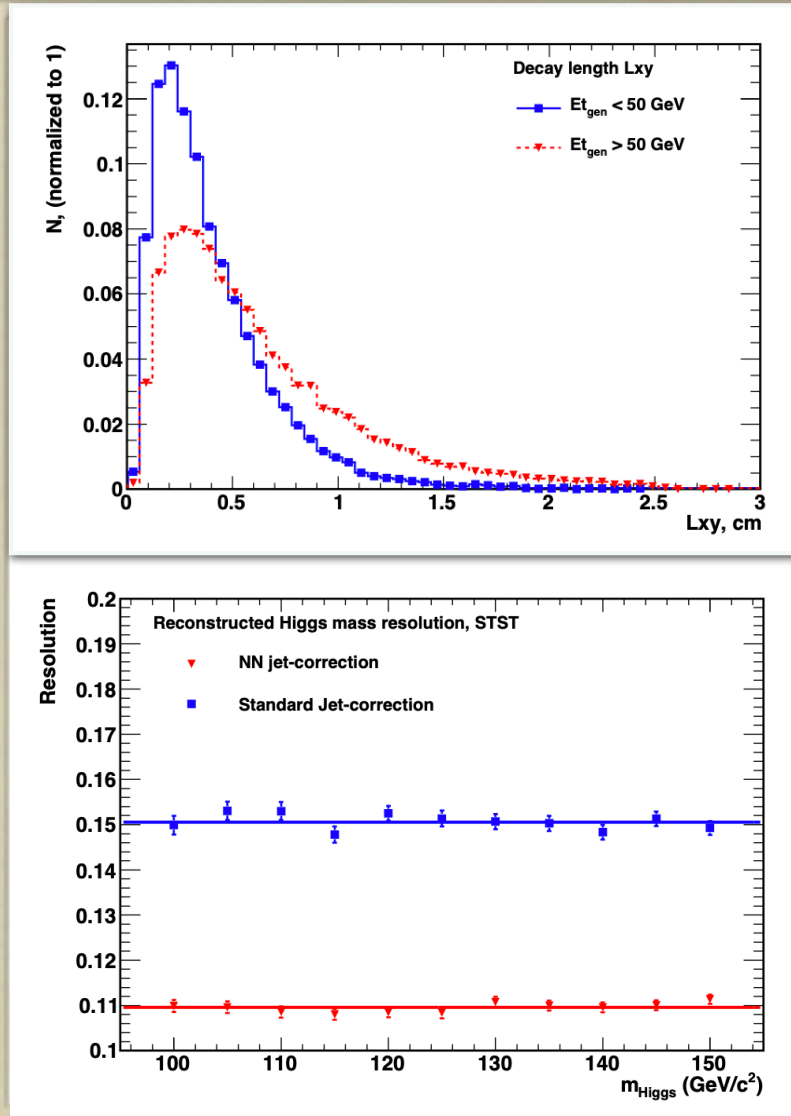 N, (normalized to 1)
Decay length Lxy
Et_gen < 50 GeV
Et_gen > 50 GeV
0.12
0.1
0.08
0.06
0.04
0.02
0
0 0.5 1 1.5 2 2.5 3
Lxy, cm
Resolution
Reconstructed Higgs mass resolution, STST
NN jet-correction
Standard Jet-correction
0.2
0.19
0.18
0.17
0.16
0.15
0.14
0.13
0.12
0.11
0.1
100 110 120 130 140 150
m_Higgs (GeV/c²)